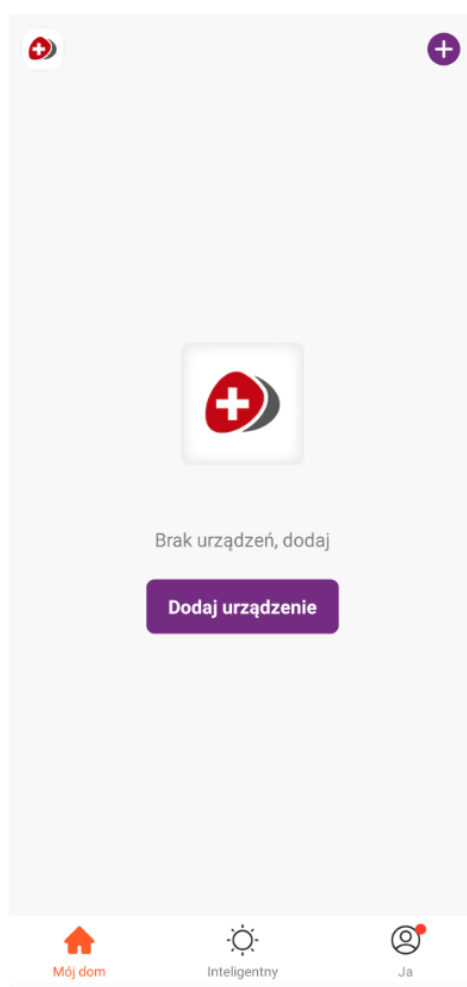 Brak urządzeń, dodaj
Dodaj urządzenie
Mój dom
Inteligentny
Ja